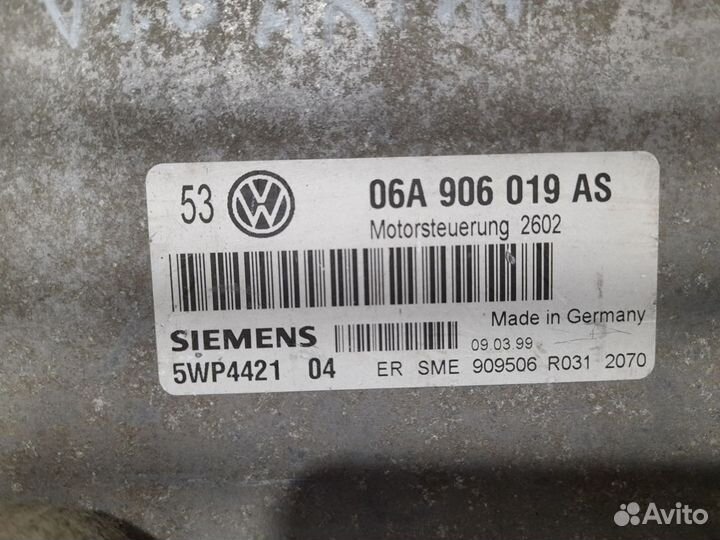 53 VW 06A 906 019 AS
Motorsteuerung 2602
Made in Germany
SIEMENS 09.03.99
5WP4421 04 ER SME 909506 R031 2070
Avito